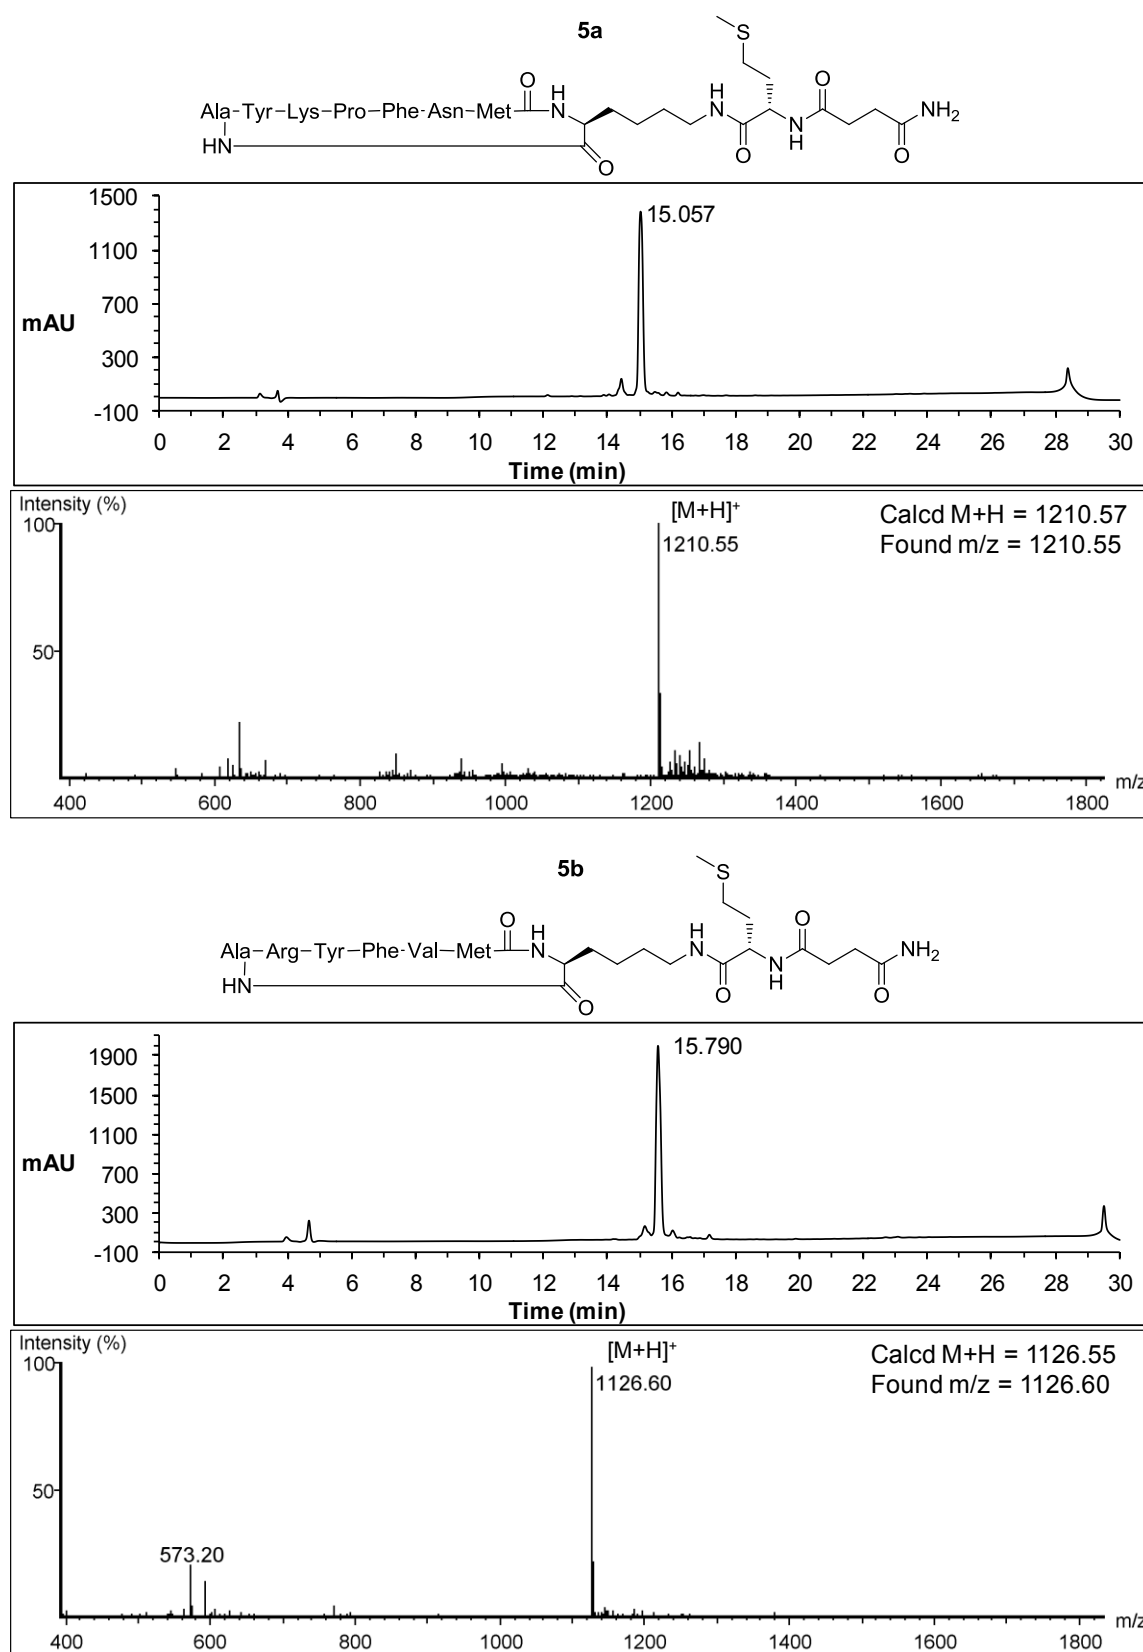 5a
S
O
H
H
O
Ala-Tyr-Lys-Pro-Phe-Asn-Met
N
N
NH2
HN
O
O
N
H
O
1500
1100
700
300
-100
mAU
15.057
0 2 4 6 8 10 12 14 16 18 20 22 24 26 28 30
Time (min)
Intensity (%)
[M+H]+
Calcd M+H = 1210.57
100
1210.55
Found m/z = 1210.55
50
400 600 800 1000 1200 1400 1600 1800 m/z
5b
S
O
H
H
O
Ala-Arg-Tyr-Phe-Val-Met
N
N
NH2
HN
O
O
N
H
O
1900
1500
1100
700
300
-100
mAU
15.790
0 2 4 6 8 10 12 14 16 18 20 22 24 26 28 30
Time (min)
Intensity (%)
[M+H]+
Calcd M+H = 1126.55
100
1126.60
Found m/z = 1126.60
50
573.20
400 600 800 1000 1200 1400 1600 1800 m/z